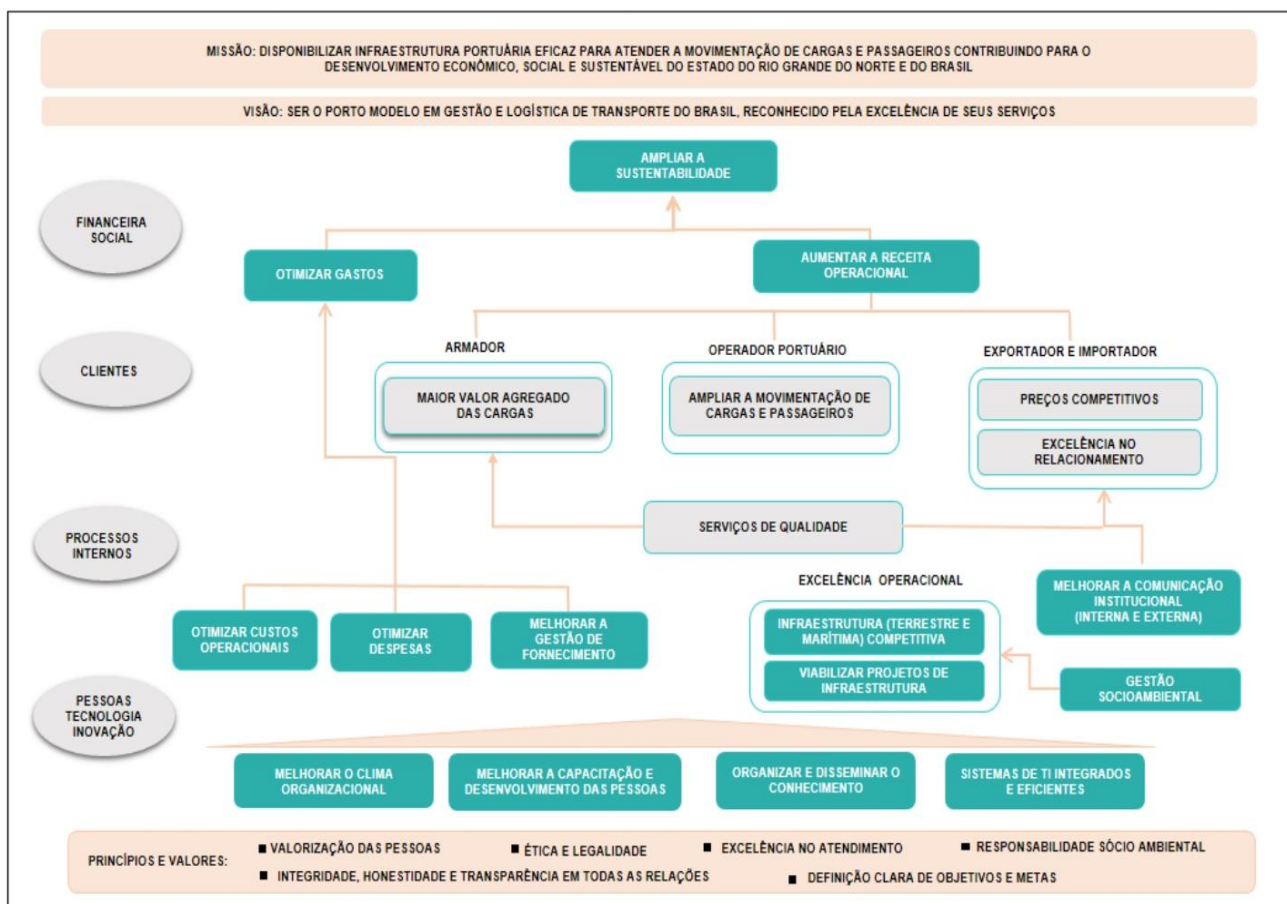 MISSÃO: DISPONIBILIZAR INFRAESTRUTURA PORTUÁRIA EFICAZ PARA ATENDER A MOVIMENTAÇÃO DE CARGAS E PASSAGEIROS CONTRIBUINDO PARA O
DESENVOLVIMENTO ECONÔMICO, SOCIAL E SUSTENTÁVEL DO ESTADO DO RIO GRANDE DO NORTE E DO BRASIL
VISÃO: SER O PORTO MODELO EM GESTÃO E LOGÍSTICA DE TRANSPORTE DO BRASIL, RECONHECIDO PELA EXCELÊNCIA DE SEUS SERVIÇOS
AMPLIAR A
SUSTENTABILIDADE
FINANCEIRA
SOCIAL
OTIMIZAR GASTOS
AUMENTAR A RECEITA
OPERACIONAL
CLIENTES
ARMADOR
MAIOR VALOR AGREGADO
DAS CARGAS
OPERADOR PORTUÁRIO
AMPLIAR A MOVIMENTAÇÃO DE
CARGAS E PASSAGEIROS
EXPORTADOR E IMPORTADOR
PREÇOS COMPETITIVOS
EXCELÊNCIA NO
RELACIONAMENTO
PROCESSOS
INTERNOS
SERVIÇOS DE QUALIDADE
OTIMIZAR CUSTOS
OPERACIONAIS
OTIMIZAR
DESPESAS
MELHORAR A
GESTÃO DE
FORNECIMENTO
EXCELÊNCIA OPERACIONAL
INFRAESTRUTURA (TERRESTRE E
MARÍTIMA) COMPETITIVA
VIABILIZAR PROJETOS DE
INFRAESTRUTURA
MELHORAR A COMUNICAÇÃO
INSTITUCIONAL
(INTERNA E EXTERNA)
GESTÃO
SOCIOAMBIENTAL
PESSOAS
TECNOLOGIA
INOVAÇÃO
MELHORAR O CLIMA
ORGANIZACIONAL
MELHORAR A CAPACITAÇÃO E
DESENVOLVIMENTO DAS PESSOAS
ORGANIZAR E DISSEMINAR O
CONHECIMENTO
SISTEMAS DE TI INTEGRADOS
E EFICIENTES
PRINCÍPIOS E VALORES:
■ VALORIZAÇÃO DAS PESSOAS ■ ÉTICA E LEGALIDADE ■ EXCELÊNCIA NO ATENDIMENTO ■ RESPONSABILIDADE SÓCIO AMBIENTAL
■ INTEGRIDADE, HONESTIDADE E TRANSPARÊNCIA EM TODAS AS RELAÇÕES ■ DEFINIÇÃO CLARA DE OBJETIVOS E METAS